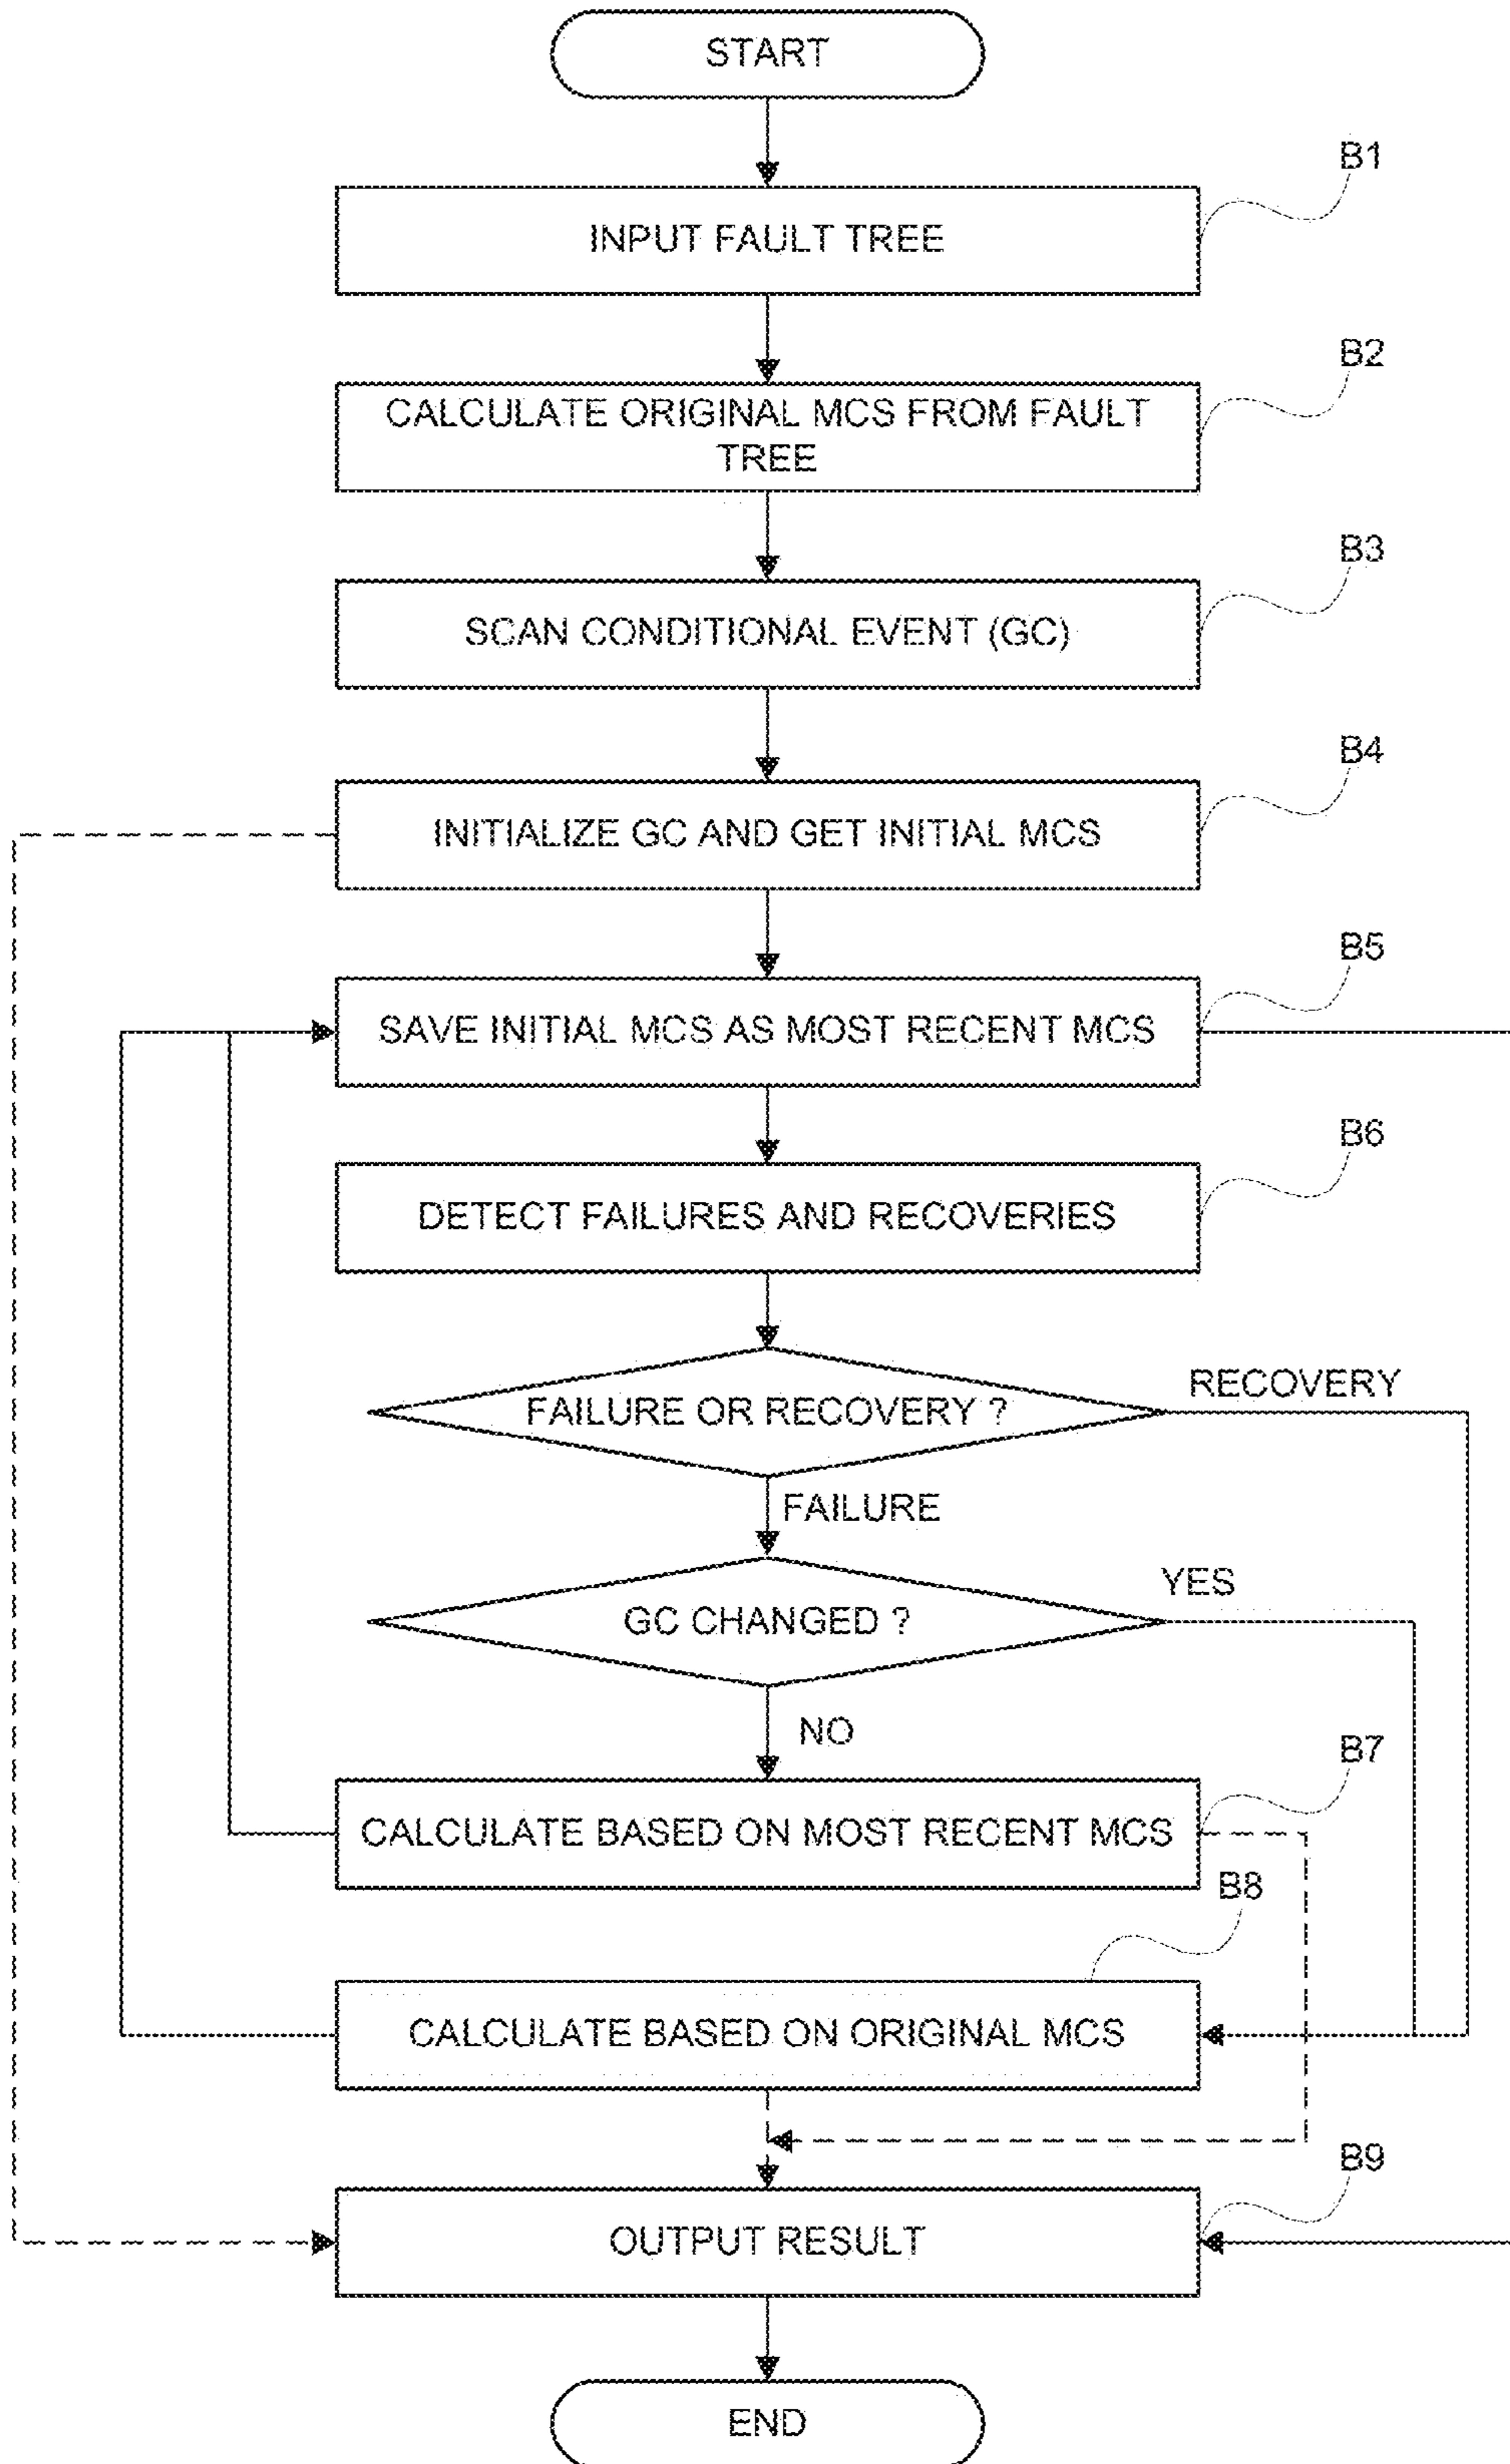 START
B1
INPUT FAULT TREE
B2
CALCULATE ORIGINAL MCS FROM FAULT
TREE
B3
SCAN CONDITIONAL EVENT (GC)
B4
INITIALIZE GC AND GET INITIAL MCS
B5
SAVE INITIAL MCS AS MOST RECENT MCS
B6
DETECT FAILURES AND RECOVERIES
RECOVERY
FAILURE OR RECOVERY ?
FAILURE
YES
GC CHANGED ?
NO
B7
CALCULATE BASED ON MOST RECENT MCS
B8
CALCULATE BASED ON ORIGINAL MCS
B9
OUTPUT RESULT
END